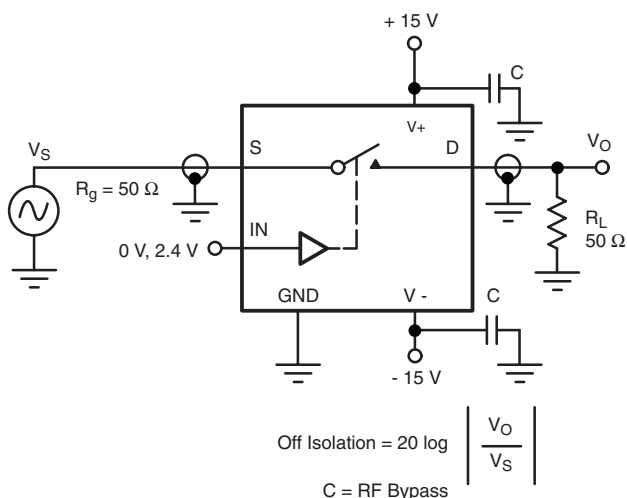 + 15 V
C
V+
VS
S
D
VO
Rg = 50 Ω
RL
50 Ω
IN
0 V, 2.4 V
GND
V -
C
- 15 V
Off Isolation = 20 log | VO / VS |
C = RF Bypass